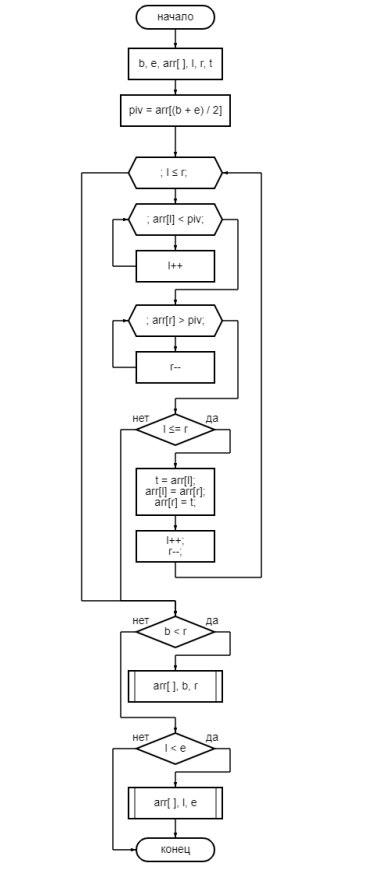 начало
b, e, arr[ ], l, r, t
piv = arr[(b + e) / 2]
; l ≤ r;
; arr[l] < piv;
l++
; arr[r] > piv;
r--
нет
да
l <= r
t = arr[l];
arr[l] = arr[r];
arr[r] = t;
l++;
r--;
нет
да
b < r
arr[ ], b, r
нет
да
l < e
arr[ ], l, e
конец